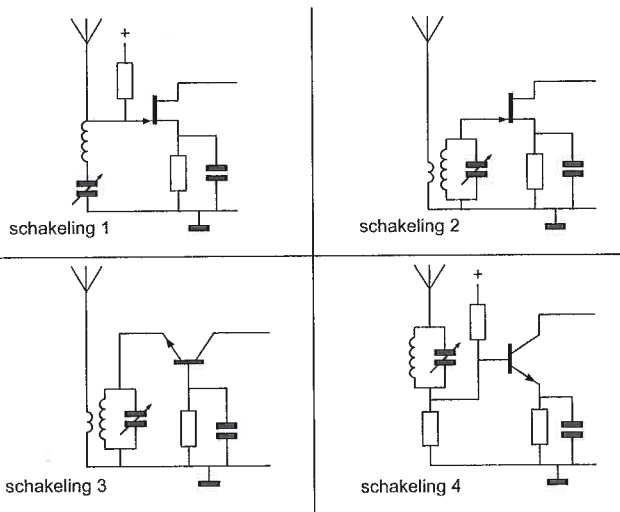 +
schakeling 1
schakeling 2
+
schakeling 3
schakeling 4